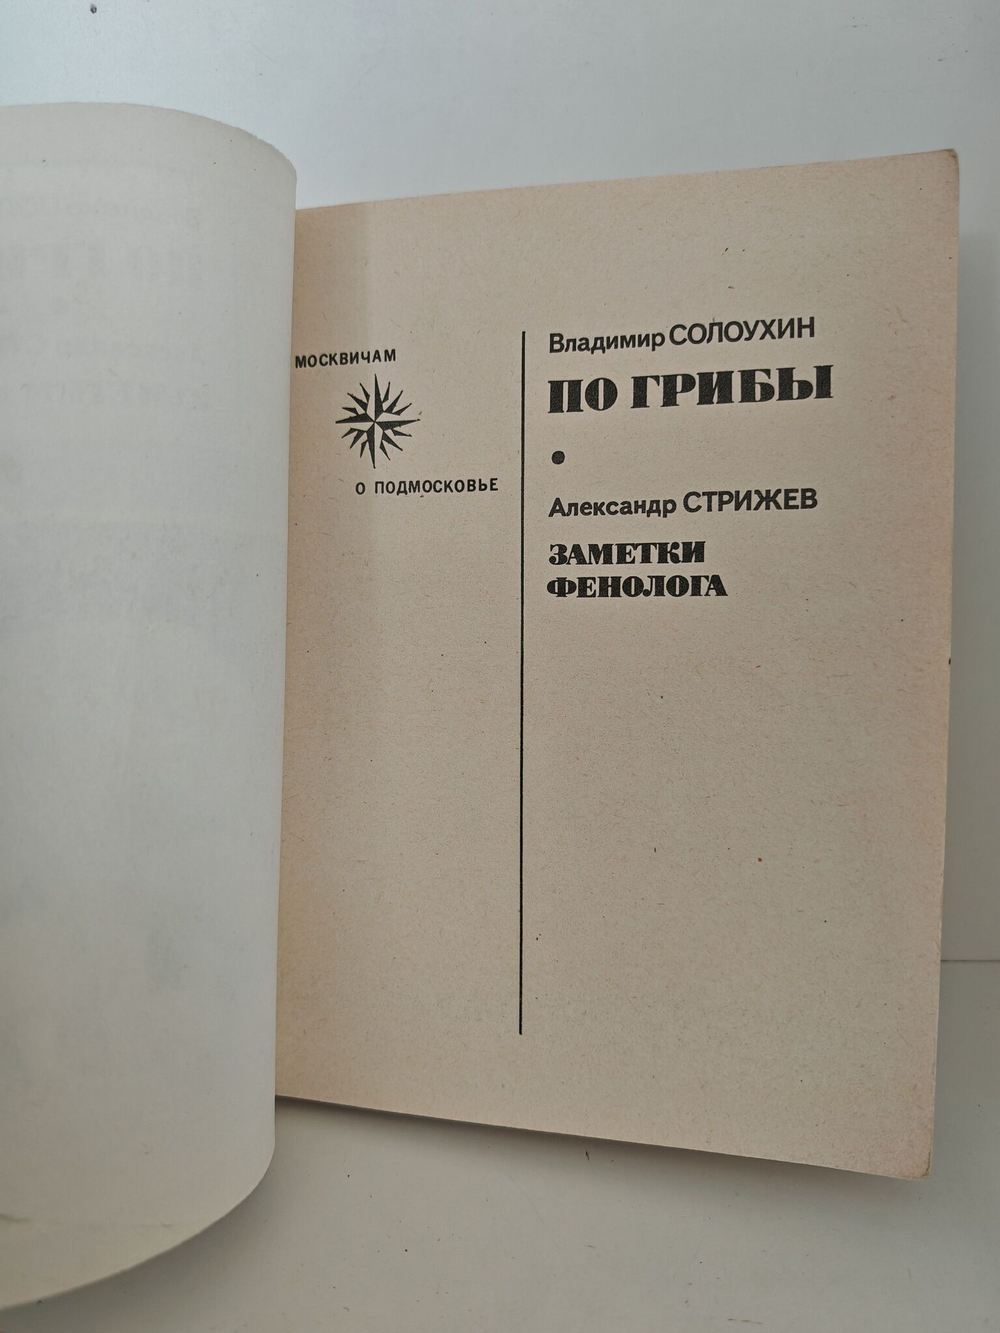 МОСКВИЧАМ
О ПОДМОСКОВЬЕ
Владимир СОЛОУХИН
ПО ГРИБЫ
Александр СТРИЖЕВ
ЗАМЕТКИ
ФЕНОЛОГА